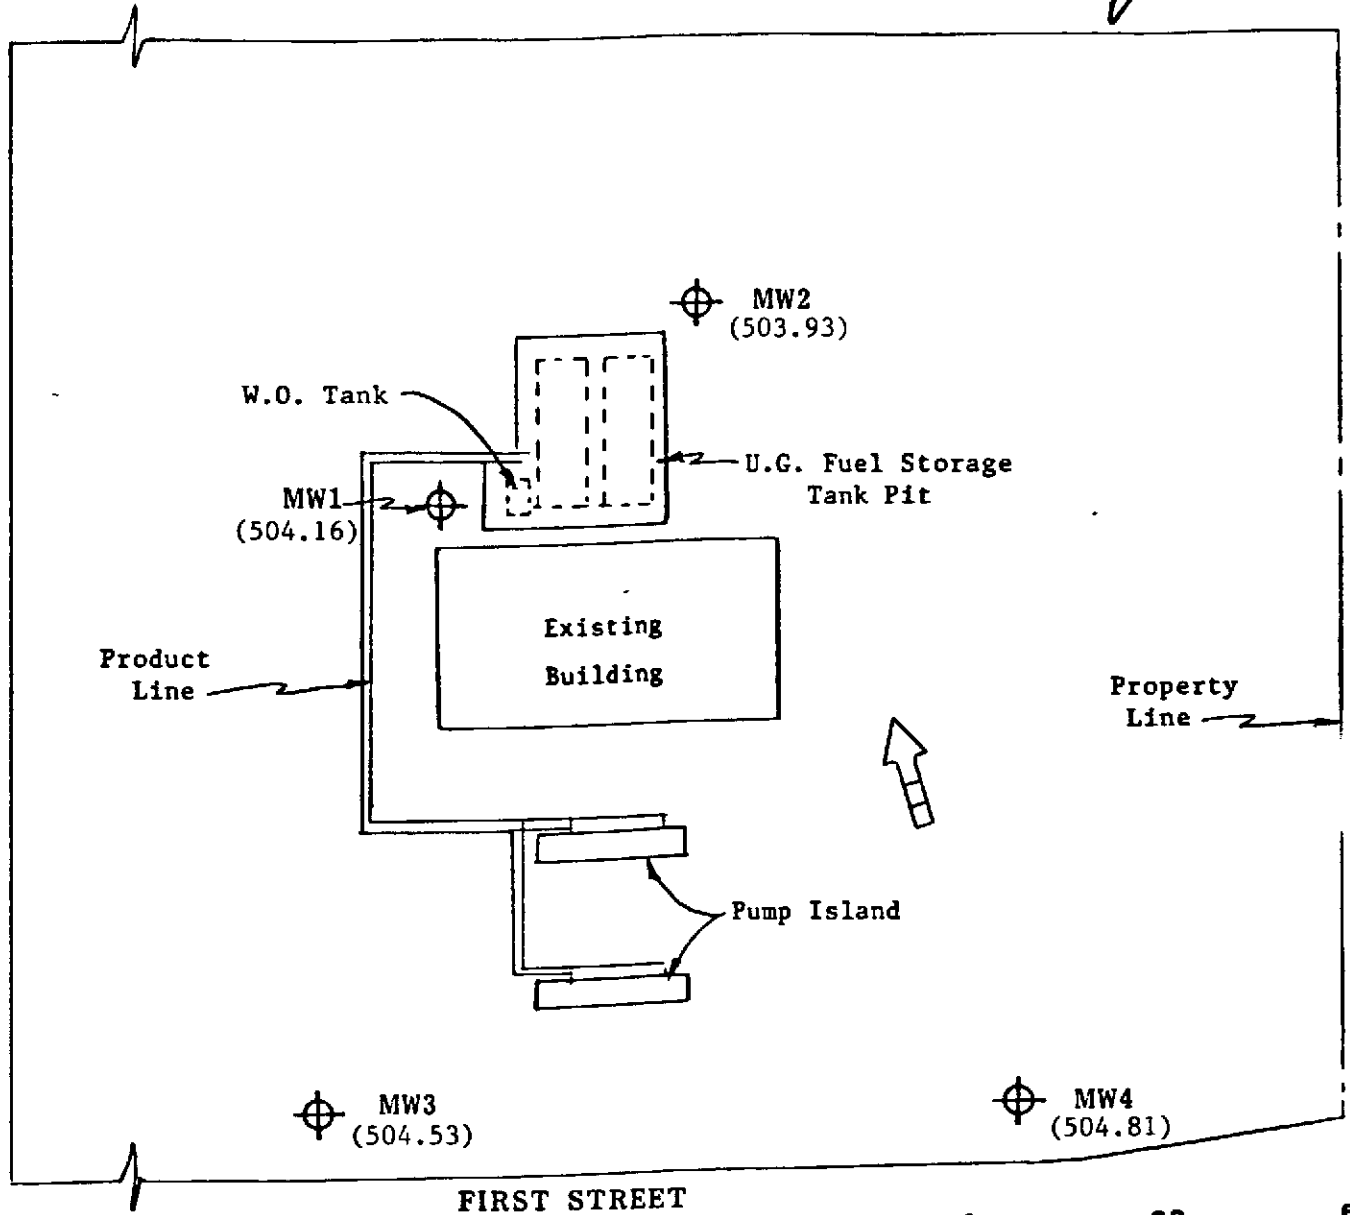 MW2
(503.93)
W.O. Tank
U.G. Fuel Storage
Tank Pit
MW1
(504.16)
Existing
Building
Product
Line
Property
Line
Pump Island
MW3
(504.53)
MW4
(504.81)
FIRST STREET